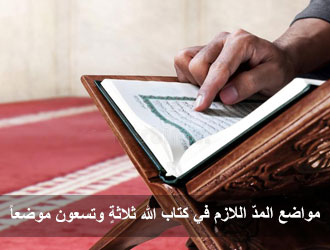 مواضع المدّ اللازم في كتاب الله ثلاثة وتسعون موضعاً